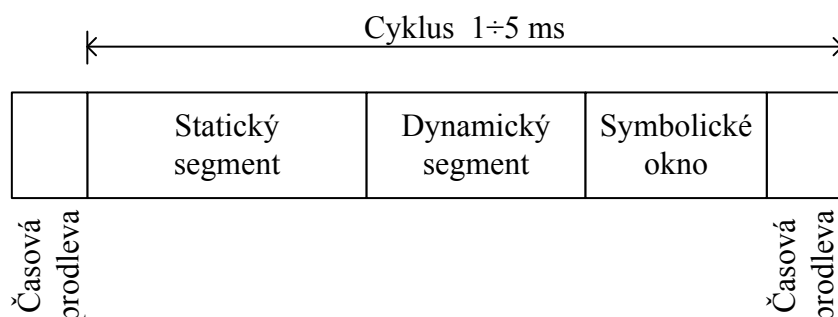 Cyklus 1÷5 ms
Statický
segment
Dynamický
segment
Symbolické
okno
Časová
prodleva
Časová
prodleva